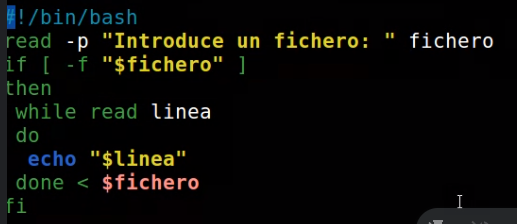 #!/bin/bash
read -p "Introduce un fichero: " fichero
if [ -f "$fichero" ]
then
 while read linea
 do
  echo "$linea"
 done < $fichero
fi